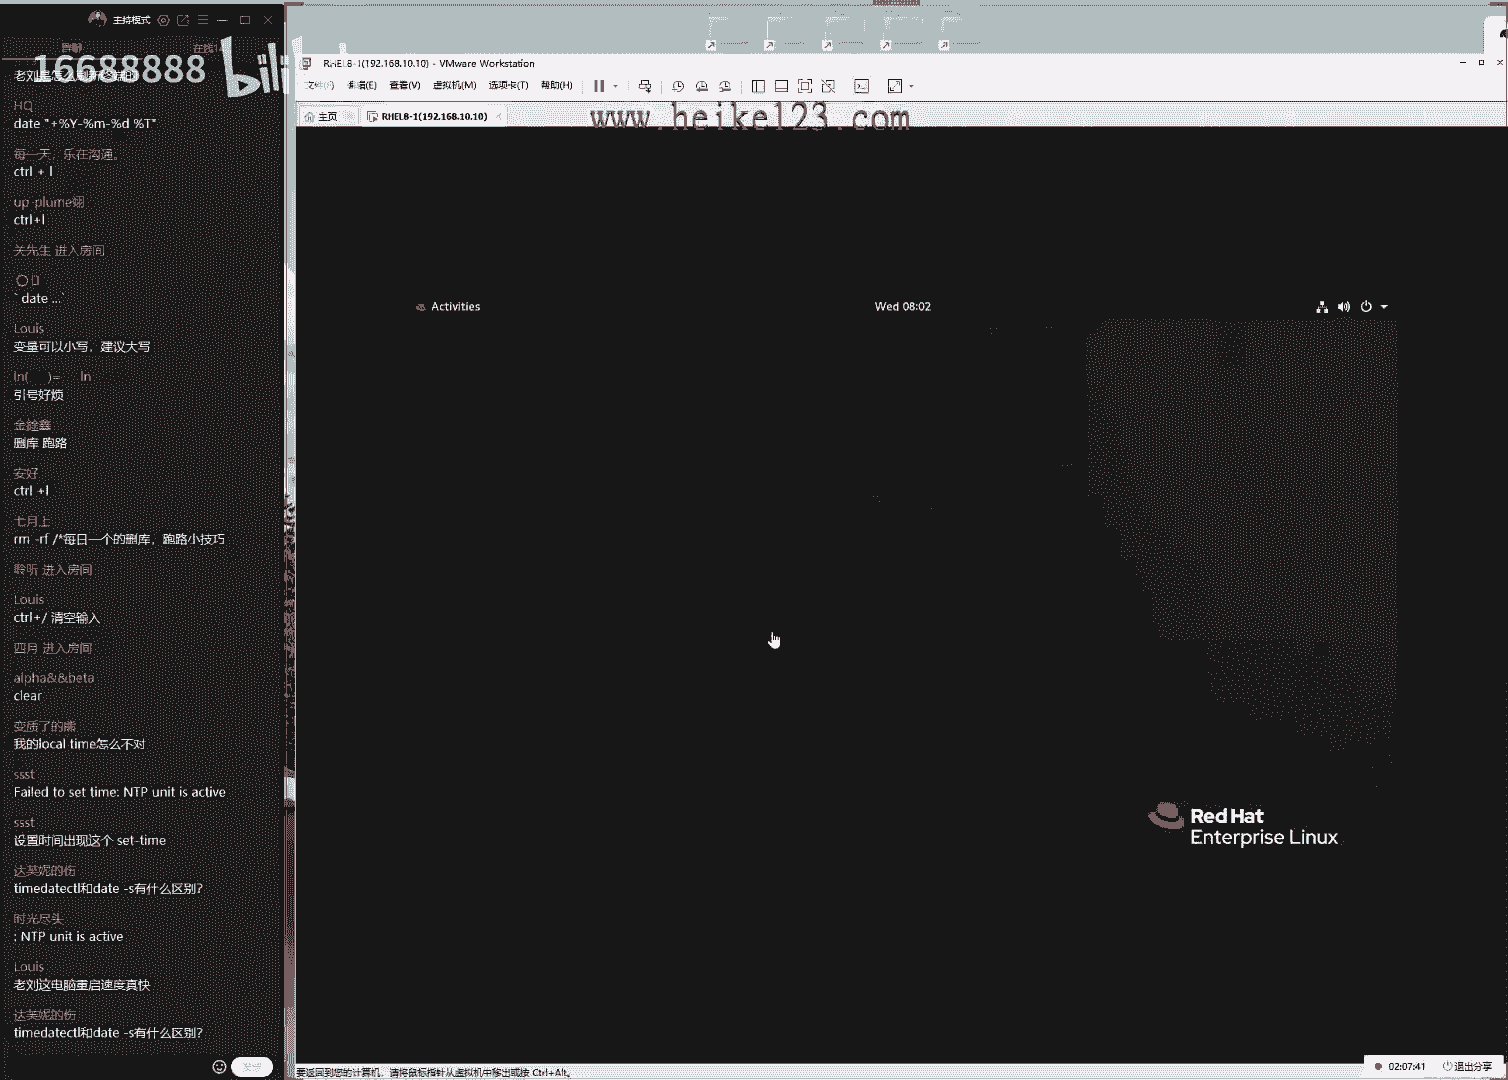 主持模式
群聊
16688888
bili
HQ
date "+%Y-%m-%d %T"
每一天，乐在沟通。
ctrl + l
up-plume翊
ctrl+l
关先生 进入房间
` date ...`
Louis
变量可以小写，建议大写
ln( )= ln
引号好烦
金鍂鑫
删库 跑路
安好
ctrl +l
七月上
rm -rf /*每日一个的删库，跑路小技巧
聆听 进入房间
Louis
ctrl+/ 清空输入
四月 进入房间
alpha&&beta
clear
变质了的熊
我的local time怎么不对
ssst
Failed to set time: NTP unit is active
ssst
设置时间出现这个 set-time
达芙妮的伤
timedatectl和date -s有什么区别?
时光尽头
: NTP unit is active
Louis
老刘这电脑重启速度真快
达芙妮的伤
timedatectl和date -s有什么区别?
发送
RHEL8-1(192.168.10.10) - VMware Workstation
文件(F) 编辑(E) 查看(V) 虚拟机(M) 选项卡(T) 帮助(H)
主页 RHEL8-1(192.168.10.10)
www.heike123.com
Activities Wed 08:02
Red Hat
Enterprise Linux
要返回到您的计算机，请将鼠标指针从虚拟机中移出或按 Ctrl+Alt。
02:07:41 退出分享